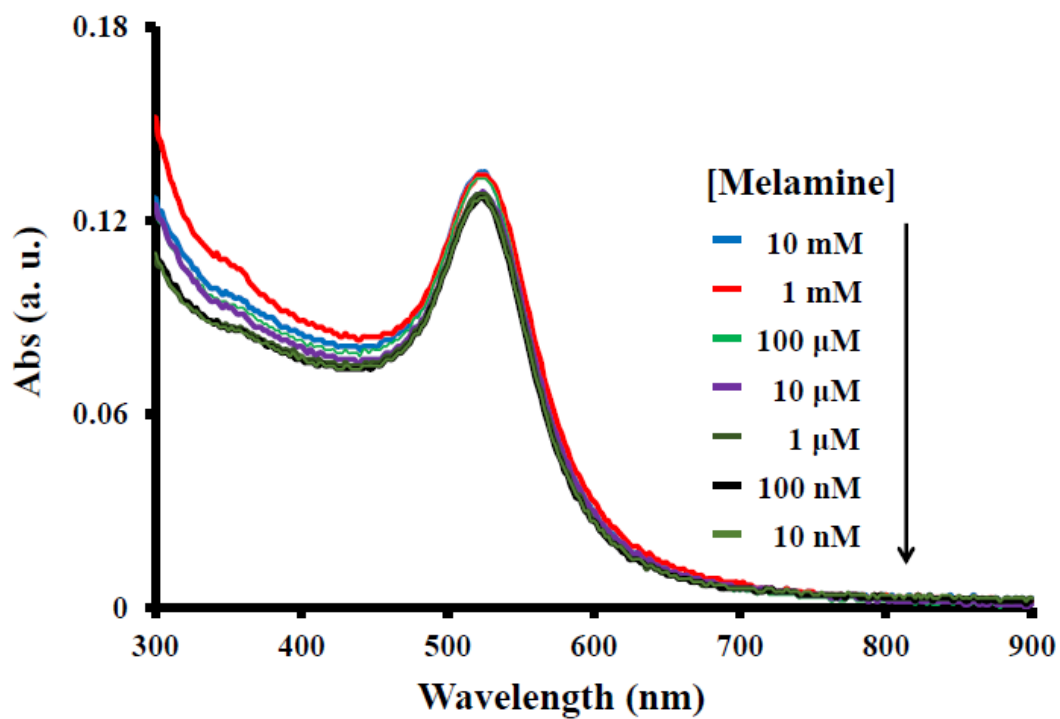 0.18
0.12
0.06
0
Abs (a. u.)
300 400 500 600 700 800 900
Wavelength (nm)
[Melamine]
10 mM
1 mM
100 μM
10 μM
1 μM
100 nM
10 nM